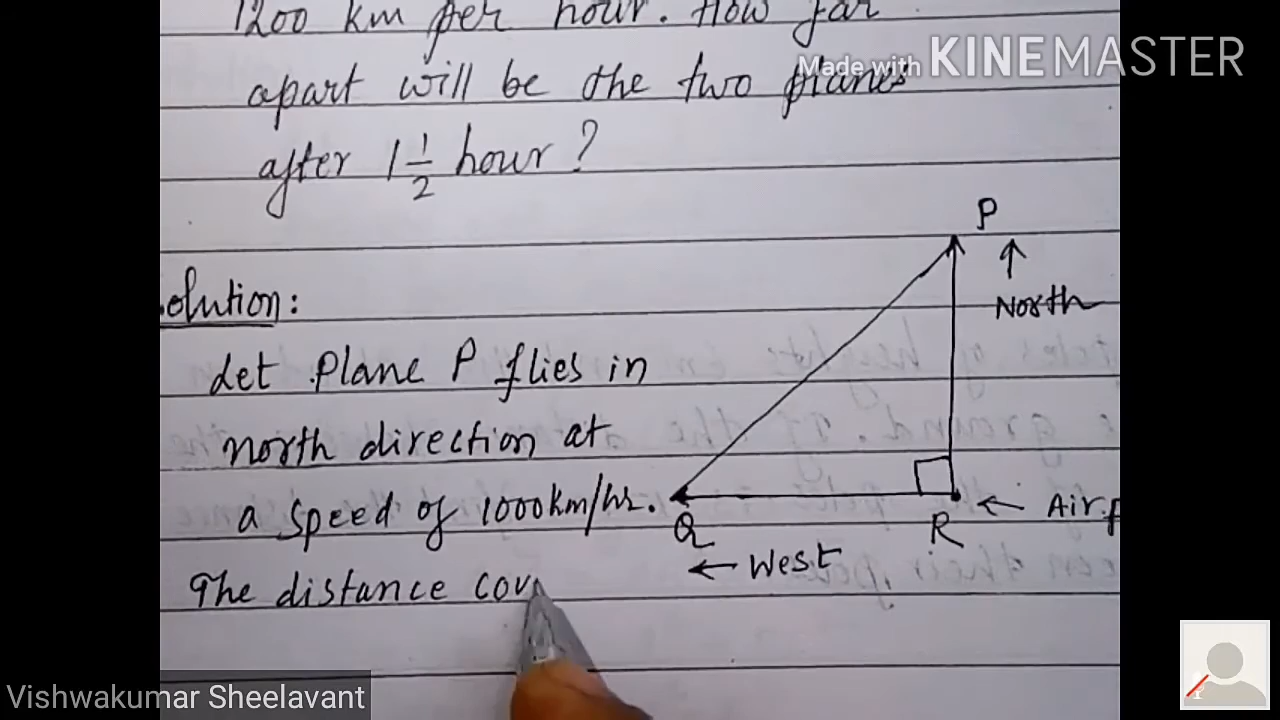 1200 km per hour. How far
apart will be the two planes
after 1 1/2 hour?
Made with KINEMASTER
P
North
olution:
Let Plane P flies in
north direction at
a speed of 1000km/hr.
Q
R
← Air p
← West
The distance cov
Vishwakumar Sheelavant